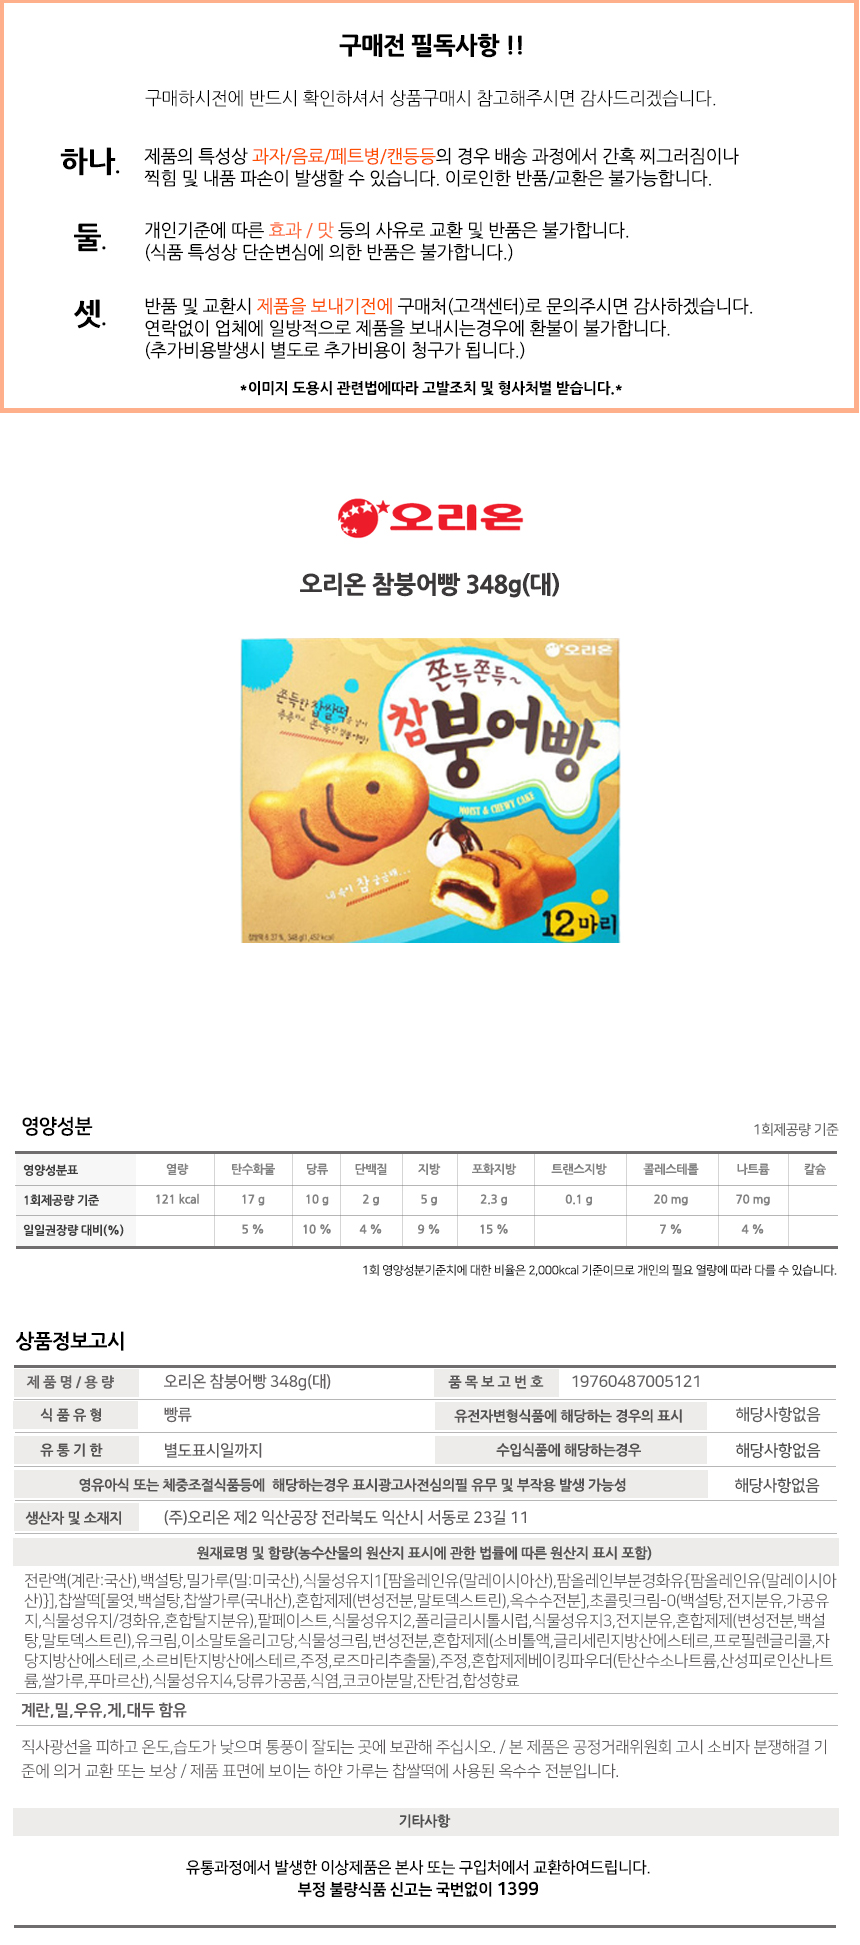 구매전 필독사항 !!
구매하시전에 반드시 확인하셔서 상품구매시 참고해주시면 감사드리겠습니다.
하나. 제품의 특성상 과자/음료/페트병/캔등등의 경우 배송 과정에서 간혹 찌그러짐이나
찍힘 및 내품 파손이 발생할 수 있습니다. 이로인한 반품/교환은 불가능합니다.
둘. 개인기준에 따른 효과 / 맛 등의 사유로 교환 및 반품은 불가합니다.
(식품 특성상 단순변심에 의한 반품은 불가합니다.)
셋. 반품 및 교환시 제품을 보내기전에 구매처(고객센터)로 문의주시면 감사하겠습니다.
연락없이 업체에 일방적으로 제품을 보내시는경우에 환불이 불가합니다.
(추가비용발생시 별도로 추가비용이 청구가 됩니다.)
*이미지 도용시 관련법에따라 고발조치 및 형사처벌 받습니다.*
오리온
오리온 참붕어빵 348g(대)
오리온
쫀득쫀득~
쫀득한 찹쌀떡
참붕어빵
MOIST & CHEWY CAKE
내 속이 참 궁금해...
12마리
찹쌀떡 6.37%, 348 g(1,452 kcal)
영양성분
1회제공량 기준
영양성분표 열량 탄수화물 당류 단백질 지방 포화지방 트랜스지방 콜레스테롤 나트륨 칼슘
1회제공량 기준 121 kcal 17 g 10 g 2 g 5 g 2.3 g 0.1 g 20 mg 70 mg
일일권장량 대비(%) 5 % 10 % 4 % 9 % 15 % 7 % 4 %
1회 영양성분기준치에 대한 비율은 2,000kcal 기준이므로 개인의 필요 열량에 따라 다를 수 있습니다.
상품정보고시
제품명/용량 오리온 참붕어빵 348g(대) 품목보고번호 19760487005121
식품유형 빵류 유전자변형식품에 해당하는 경우의 표시 해당사항없음
유통기한 별도표시일까지 수입식품에 해당하는경우 해당사항없음
영유아식 또는 체중조절식품등에 해당하는경우 표시광고사전심의필 유무 및 부작용 발생 가능성 해당사항없음
생산자 및 소재지 (주)오리온 제2 익산공장 전라북도 익산시 서동로 23길 11
원재료명 및 함량(농수산물의 원산지 표시에 관한 법률에 따른 원산지 표시 포함)
전란액(계란:국산),백설탕,밀가루(밀:미국산),식물성유지1[팜올레인유(말레이시아산),팜올레인부분경화유{팜올레인유(말레이시아
산)}],찹쌀떡[물엿,백설탕,찹쌀가루(국내산),혼합제제(변성전분,말토덱스트린),옥수수전분],초콜릿크림-O(백설탕,전지분유,가공유
지,식물성유지/경화유,혼합탈지분유),팥페이스트,식물성유지2,폴리글리시톨시럽,식물성유지3,전지분유,혼합제제(변성전분,백설
탕,말토덱스트린),유크림,이소말토올리고당,식물성크림,변성전분,혼합제제(소비톨액,글리세린지방산에스테르,프로필렌글리콜,자
당지방산에스테르,소르비탄지방산에스테르,주정,로즈마리추출물),주정,혼합제제베이킹파우더(탄산수소나트륨,산성피로인산나트
륨,쌀가루,푸마르산),식물성유지4,당류가공품,식염,코코아분말,잔탄검,합성향료
계란,밀,우유,게,대두 함유
직사광선을 피하고 온도,습도가 낮으며 통풍이 잘되는 곳에 보관해 주십시오. / 본 제품은 공정거래위원회 고시 소비자 분쟁해결 기
준에 의거 교환 또는 보상 / 제품 표면에 보이는 하얀 가루는 찹쌀떡에 사용된 옥수수 전분입니다.
기타사항
유통과정에서 발생한 이상제품은 본사 또는 구입처에서 교환하여드립니다.
부정 불량식품 신고는 국번없이 1399